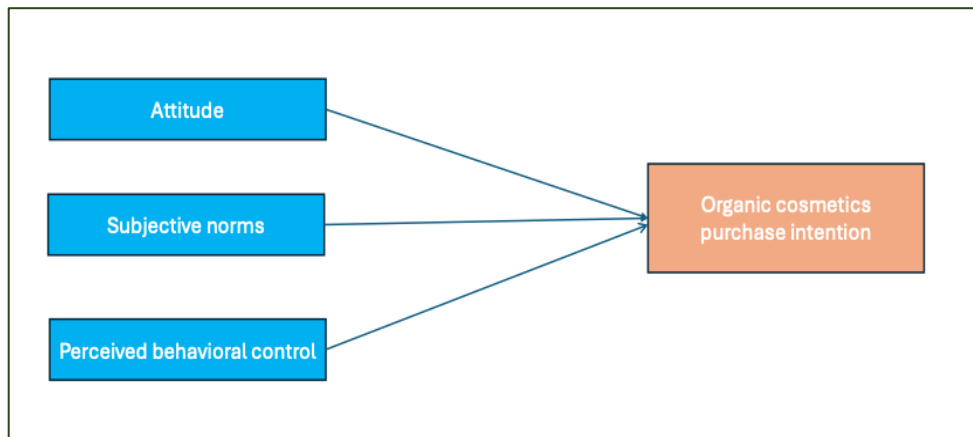 Attitude
Subjective norms
Organic cosmetics
purchase intention
Perceived behavioral control